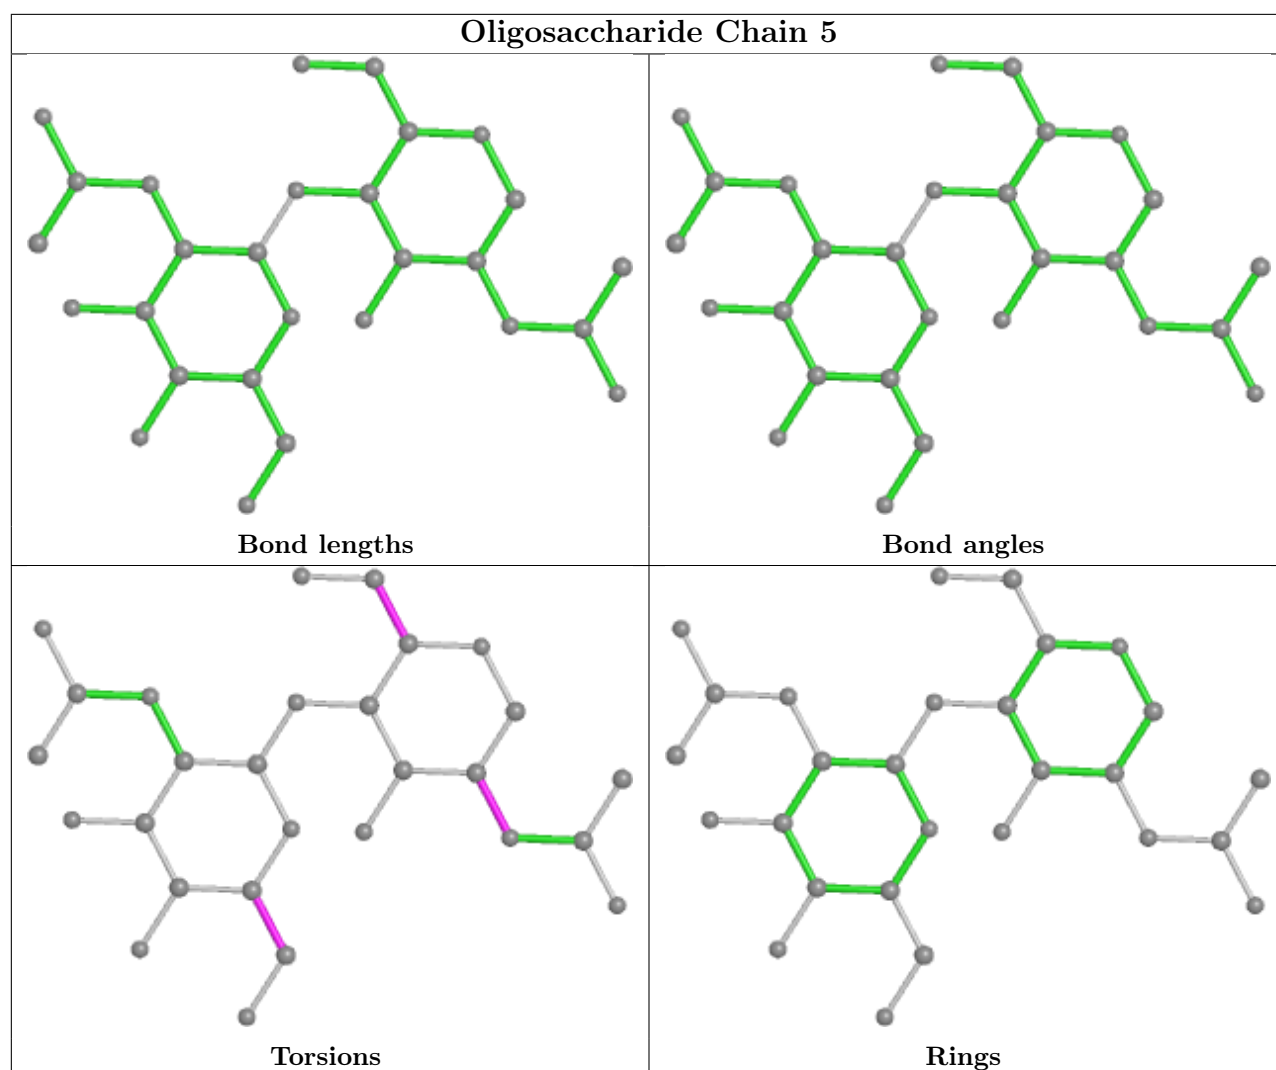 Oligosaccharide Chain 5
Bond lengths
Bond angles
Torsions
Rings